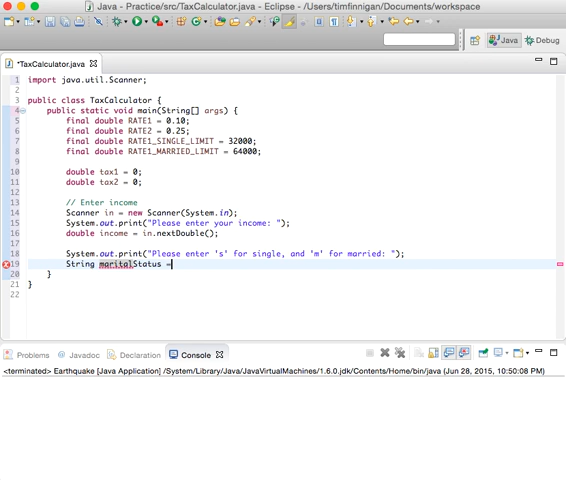 Java - Practice/src/TaxCalculator.java - Eclipse - /Users/timfinnigan/Documents/workspace
Java
Debug
*TaxCalculator.java
1 import java.util.Scanner;
2
3 public class TaxCalculator {
4 public static void main(String[] args) {
5 final double RATE1 = 0.10;
6 final double RATE2 = 0.25;
7 final double RATE1_SINGLE_LIMIT = 32000;
8 final double RATE1_MARRIED_LIMIT = 64000;
9
10 double tax1 = 0;
11 double tax2 = 0;
12
13 // Enter income
14 Scanner in = new Scanner(System.in);
15 System.out.print("Please enter your income: ");
16 double income = in.nextDouble();
17
18 System.out.print("Please enter 's' for single, and 'm' for married: ");
19 String maritalStatus =
20 }
21 }
22
Problems @ Javadoc Declaration Console
<terminated> Earthquake [Java Application] /System/Library/Java/JavaVirtualMachines/1.6.0.jdk/Contents/Home/bin/java (Jun 28, 2015, 10:50:08 PM)